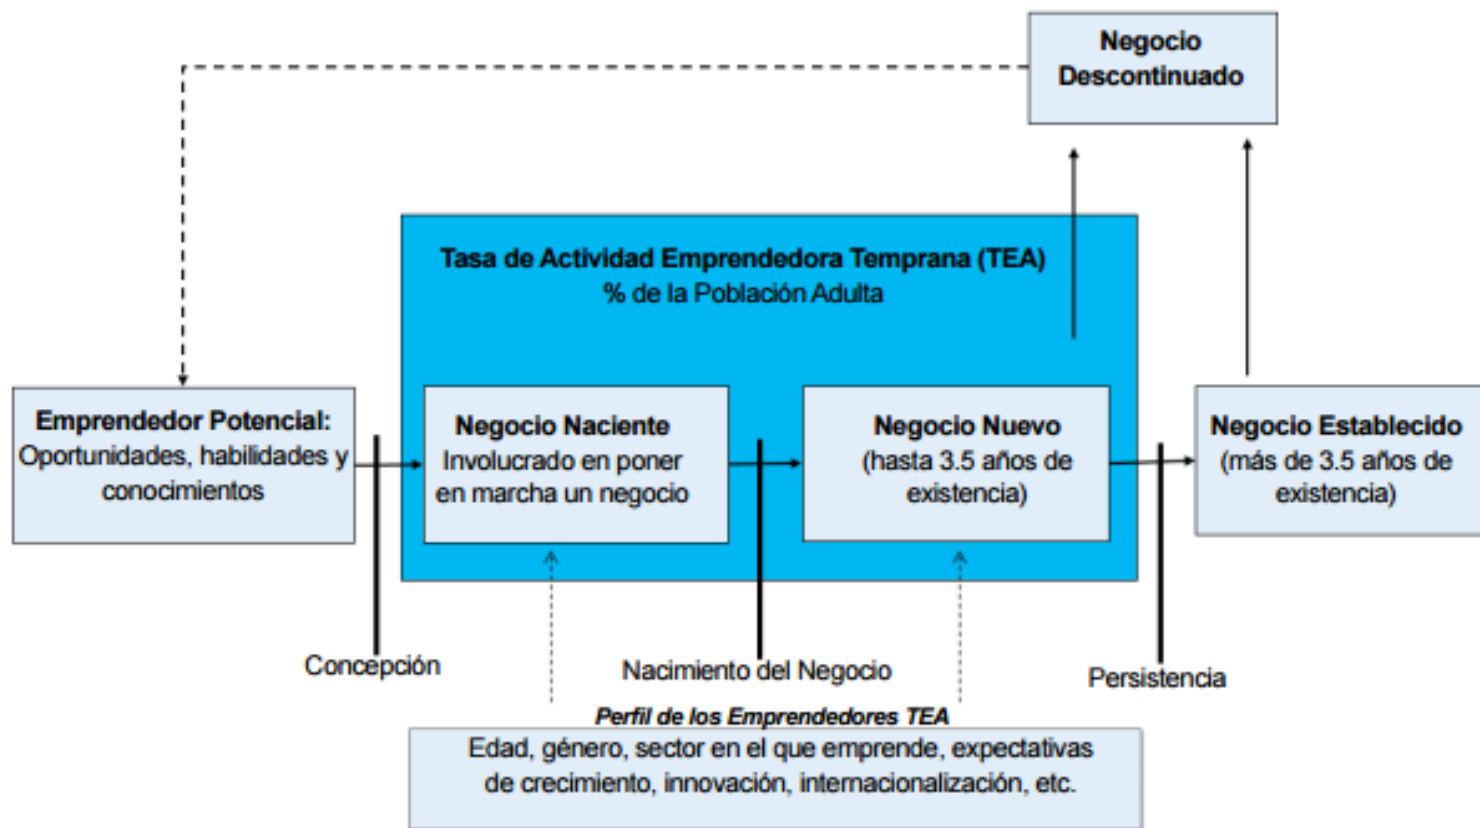 Negocio
Descontinuado
Tasa de Actividad Emprendedora Temprana (TEA)
% de la Población Adulta
Emprendedor Potencial:
Oportunidades, habilidades y
conocimientos
Negocio Naciente
Involucrado en poner
en marcha un negocio
Negocio Nuevo
(hasta 3.5 años de
existencia)
Negocio Establecido
(más de 3.5 años de
existencia)
Concepción
Nacimiento del Negocio
Persistencia
Perfil de los Emprendedores TEA
Edad, género, sector en el que emprende, expectativas
de crecimiento, innovación, internacionalización, etc.